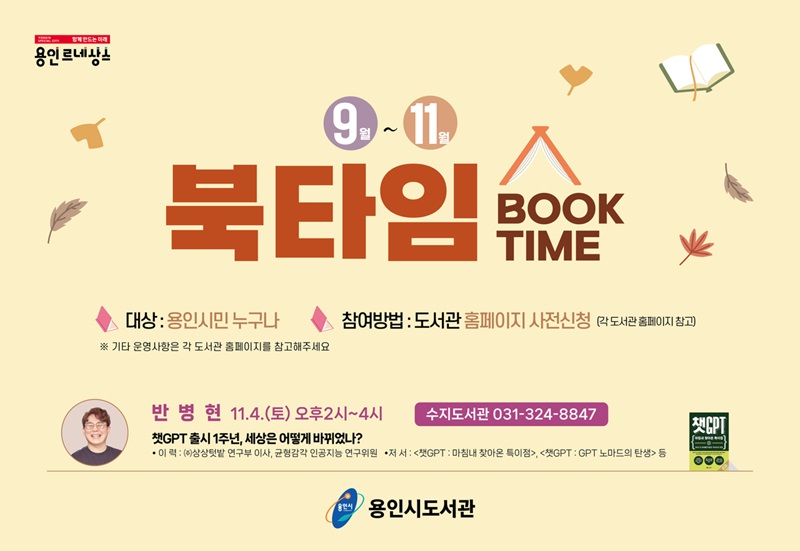 함께 만드는 미래
용인 르네상스
9월 ~ 11월
북타임
BOOK
TIME
대상 : 용인시민 누구나
참여방법 : 도서관 홈페이지 사전신청 (각 도서관 홈페이지 참고)
※ 기타 운영사항은 각 도서관 홈페이지를 참고해주세요
반 병 현 11.4.(토) 오후2시~4시
수지도서관 031-324-8847
챗GPT 출시 1주년, 세상은 어떻게 바뀌었나?
• 이 력 : ㈜상상텃밭 연구부 이사, 균형감각 인공지능 연구위원 •저 서 : <챗GPT : 마침내 찾아온 특이점>, <챗GPT : GPT 노마드의 탄생> 등
챗GPT
마침내 찾아온 특이점
용인시
용인시도서관